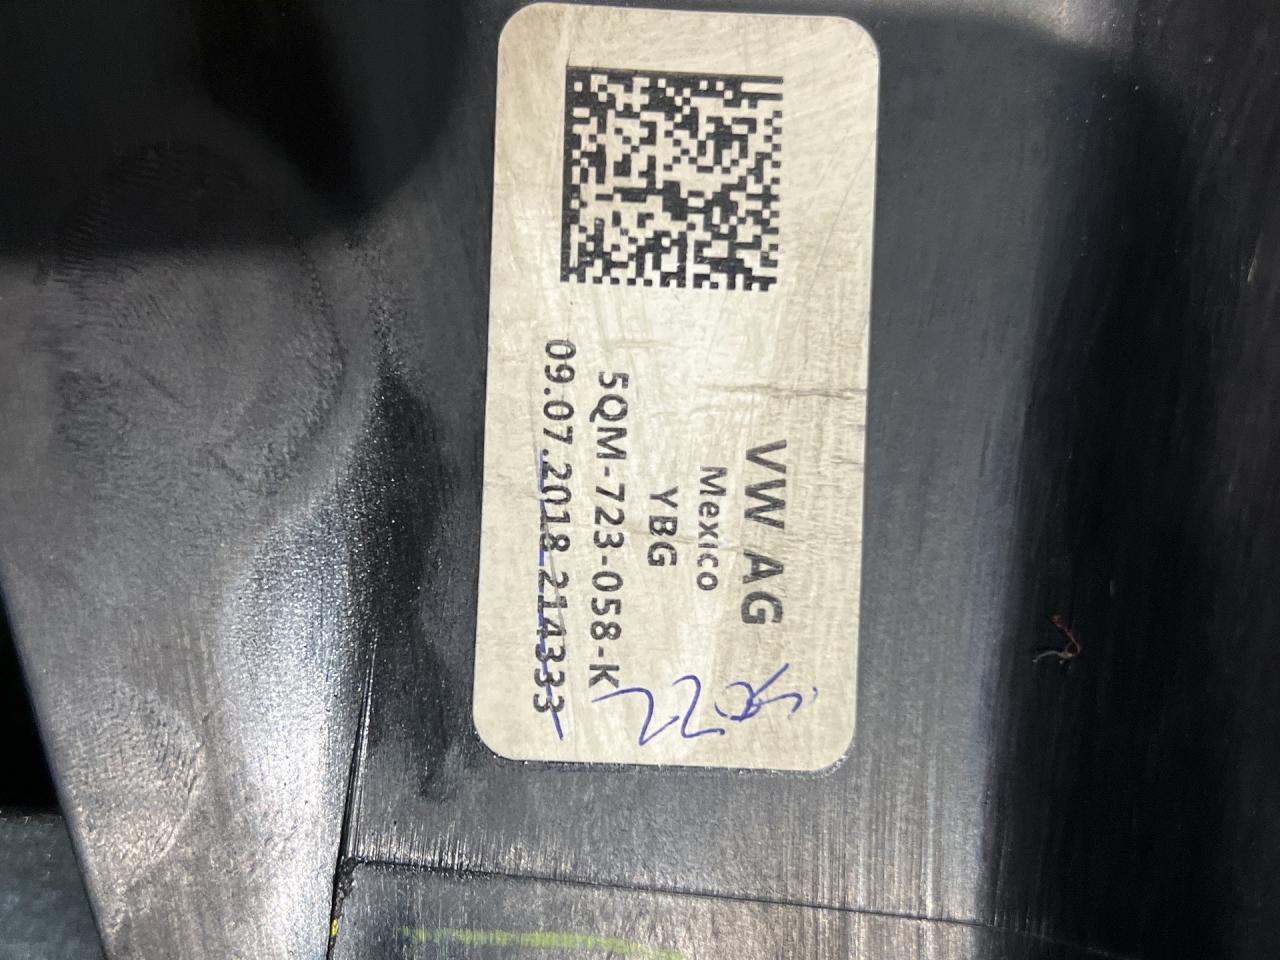 VW AG
Mexico
YBG
5QM-723-058-K
09.07.2018 214333